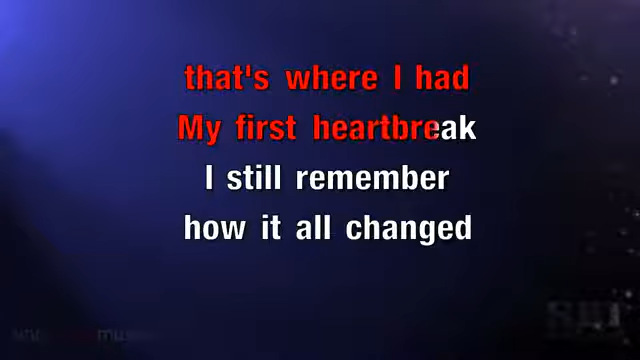 that's where I had
My first heartbreak
I still remember
how it all changed